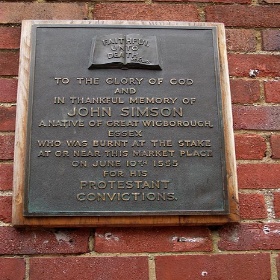 FAITHFUL
UNTO
DEATH
TO THE GLORY OF GOD
AND
IN THANKFUL MEMORY OF
JOHN SIMSON
A NATIVE OF GREAT WIGBOROUGH,
ESSEX
WHO WAS BURNT AT THE STAKE
AT OR NEAR THIS MARKET PLACE
ON JUNE 10TH 1555
FOR HIS
PROTESTANT
CONVICTIONS.